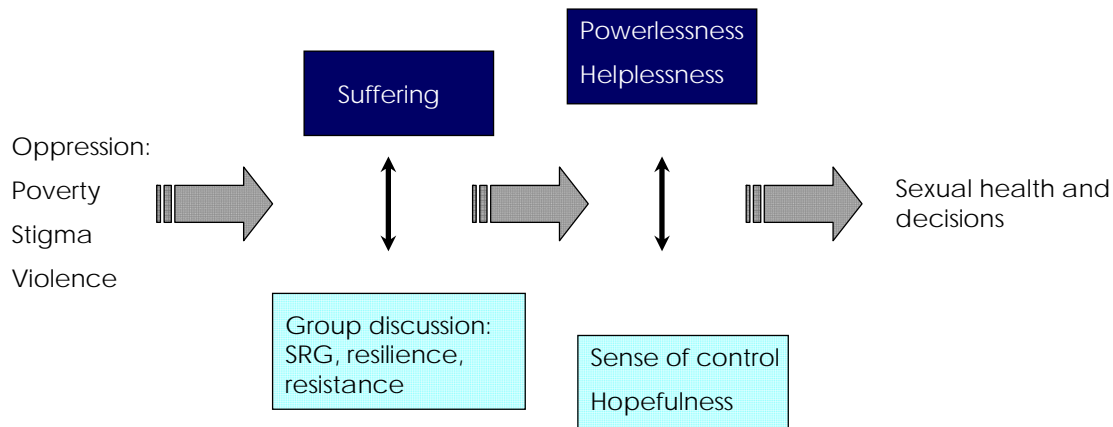 Oppression:
Poverty
Stigma
Violence
Suffering
Group discussion:
SRG, resilience,
resistance
Powerlessness
Helplessness
Sense of control
Hopefulness
Sexual health and
decisions